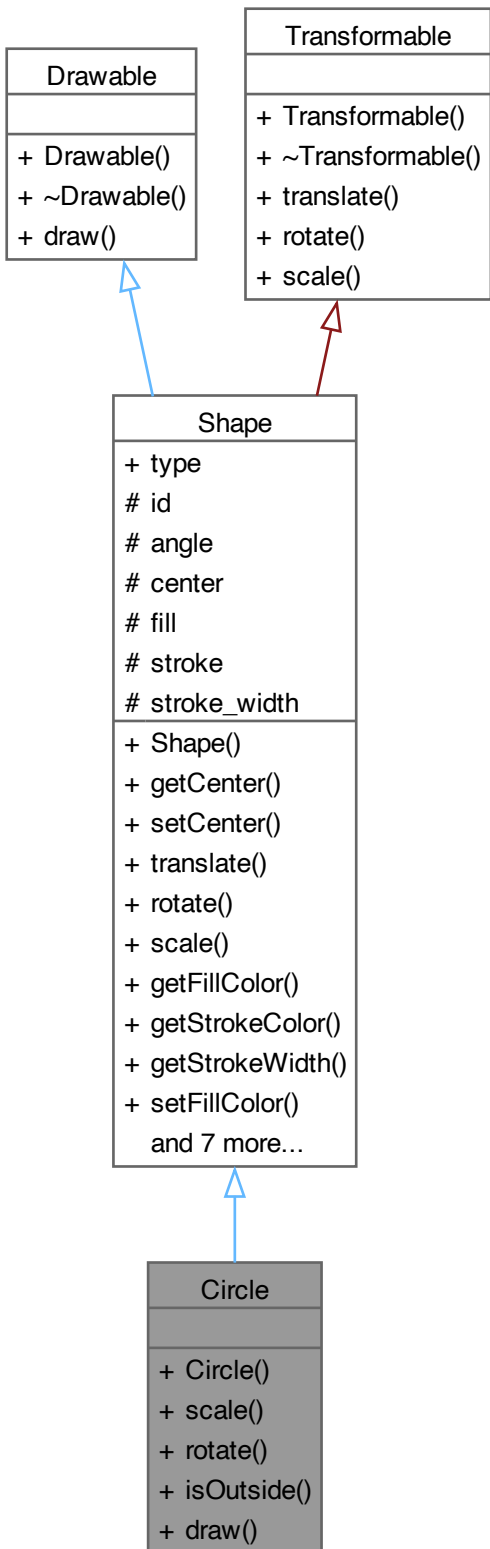 Drawable
+ Drawable()
+ ~Drawable()
+ draw()
Transformable
+ Transformable()
+ ~Transformable()
+ translate()
+ rotate()
+ scale()
Shape
+ type
# id
# angle
# center
# fill
# stroke
# stroke_width
+ Shape()
+ getCenter()
+ setCenter()
+ translate()
+ rotate()
+ scale()
+ getFillColor()
+ getStrokeColor()
+ getStrokeWidth()
+ setFillColor()
and 7 more...
Circle
+ Circle()
+ scale()
+ rotate()
+ isOutside()
+ draw()